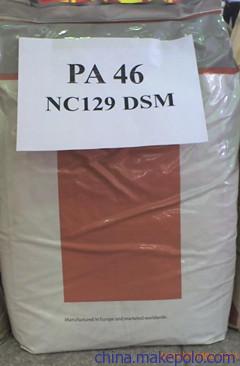 PA 46
NC129 DSM
Manufactured in Europe and marketed worldwide.
china.makepolo.com